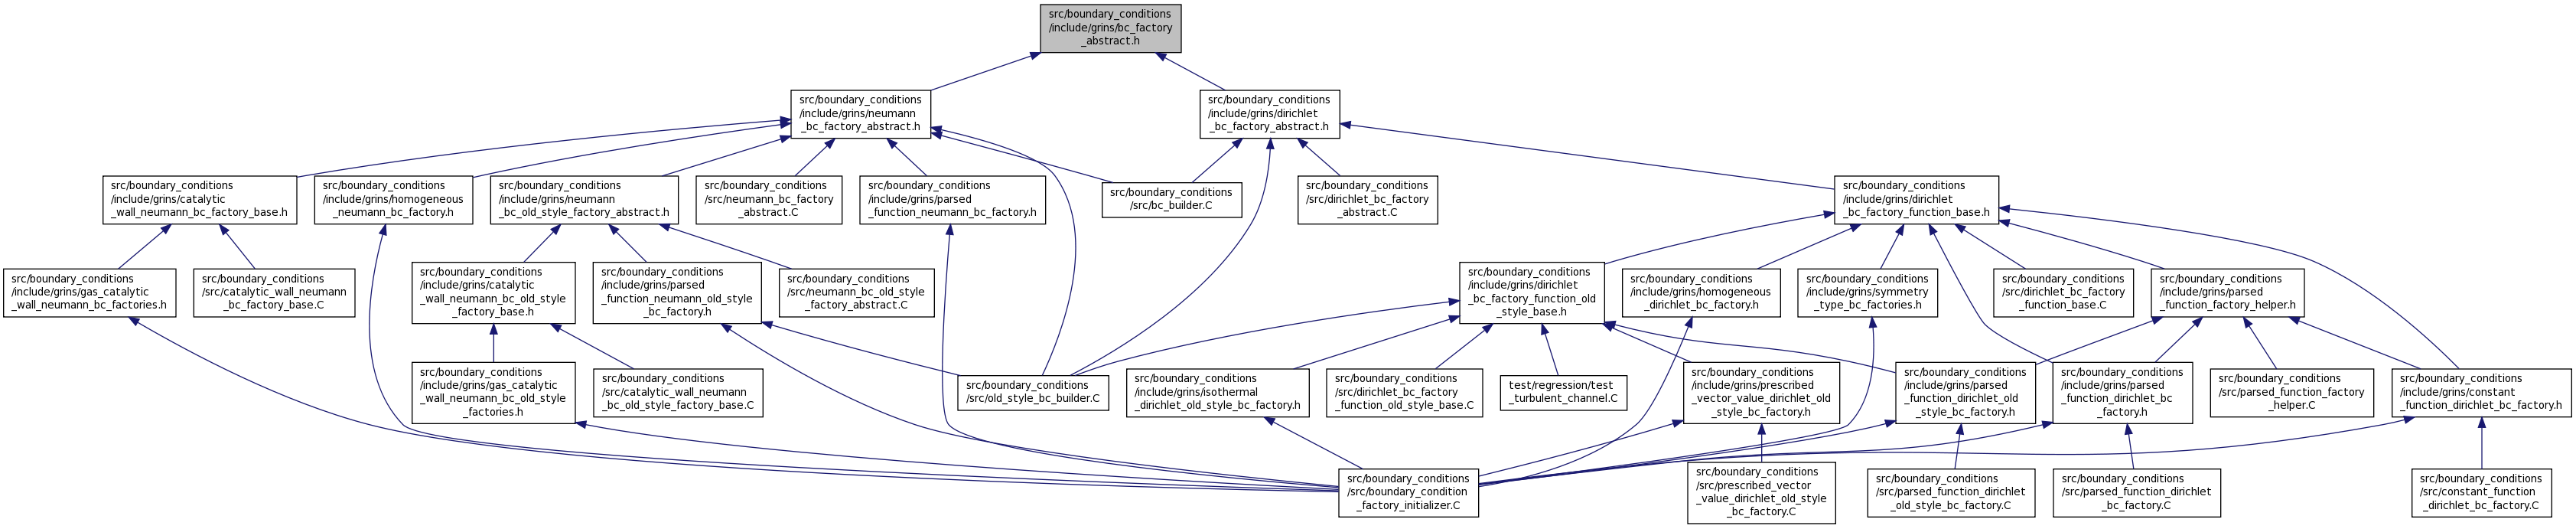 src/boundary_conditions
/include/grins/bc_factory
_abstract.h
src/boundary_conditions
/include/grins/neumann
_bc_factory_abstract.h
src/boundary_conditions
/include/grins/dirichlet
_bc_factory_abstract.h
src/boundary_conditions
/include/grins/catalytic
_wall_neumann_bc_factory_base.h
src/boundary_conditions
/include/grins/homogeneous
_neumann_bc_factory.h
src/boundary_conditions
/include/grins/neumann
_bc_old_style_factory_abstract.h
src/boundary_conditions
/src/neumann_bc_factory
_abstract.C
src/boundary_conditions
/include/grins/parsed
_function_neumann_bc_factory.h
src/boundary_conditions
/src/bc_builder.C
src/boundary_conditions
/src/dirichlet_bc_factory
_abstract.C
src/boundary_conditions
/include/grins/dirichlet
_bc_factory_function_base.h
src/boundary_conditions
/include/grins/gas_catalytic
_wall_neumann_bc_factories.h
src/boundary_conditions
/src/catalytic_wall_neumann
_bc_factory_base.C
src/boundary_conditions
/include/grins/catalytic
_wall_neumann_bc_old_style
_factory_base.h
src/boundary_conditions
/include/grins/parsed
_function_neumann_old_style
_bc_factory.h
src/boundary_conditions
/src/neumann_bc_old_style
_factory_abstract.C
src/boundary_conditions
/include/grins/dirichlet
_bc_factory_function_old
_style_base.h
src/boundary_conditions
/include/grins/homogeneous
_dirichlet_bc_factory.h
src/boundary_conditions
/include/grins/symmetry
_type_bc_factories.h
src/boundary_conditions
/src/dirichlet_bc_factory
_function_base.C
src/boundary_conditions
/include/grins/parsed
_function_factory_helper.h
src/boundary_conditions
/include/grins/gas_catalytic
_wall_neumann_bc_old_style
_factories.h
src/boundary_conditions
/src/catalytic_wall_neumann
_bc_old_style_factory_base.C
src/boundary_conditions
/src/old_style_bc_builder.C
src/boundary_conditions
/include/grins/isothermal
_dirichlet_old_style_bc_factory.h
src/boundary_conditions
/src/dirichlet_bc_factory
_function_old_style_base.C
test/regression/test
_turbulent_channel.C
src/boundary_conditions
/include/grins/prescribed
_vector_value_dirichlet_old
_style_bc_factory.h
src/boundary_conditions
/include/grins/parsed
_function_dirichlet_old
_style_bc_factory.h
src/boundary_conditions
/include/grins/parsed
_function_dirichlet_bc
_factory.h
src/boundary_conditions
/src/parsed_function_factory
_helper.C
src/boundary_conditions
/include/grins/constant
_function_dirichlet_bc_factory.h
src/boundary_conditions
/src/boundary_condition
_factory_initializer.C
src/boundary_conditions
/src/prescribed_vector
_value_dirichlet_old_style
_bc_factory.C
src/boundary_conditions
/src/parsed_function_dirichlet
_old_style_bc_factory.C
src/boundary_conditions
/src/parsed_function_dirichlet
_bc_factory.C
src/boundary_conditions
/src/constant_function
_dirichlet_bc_factory.C